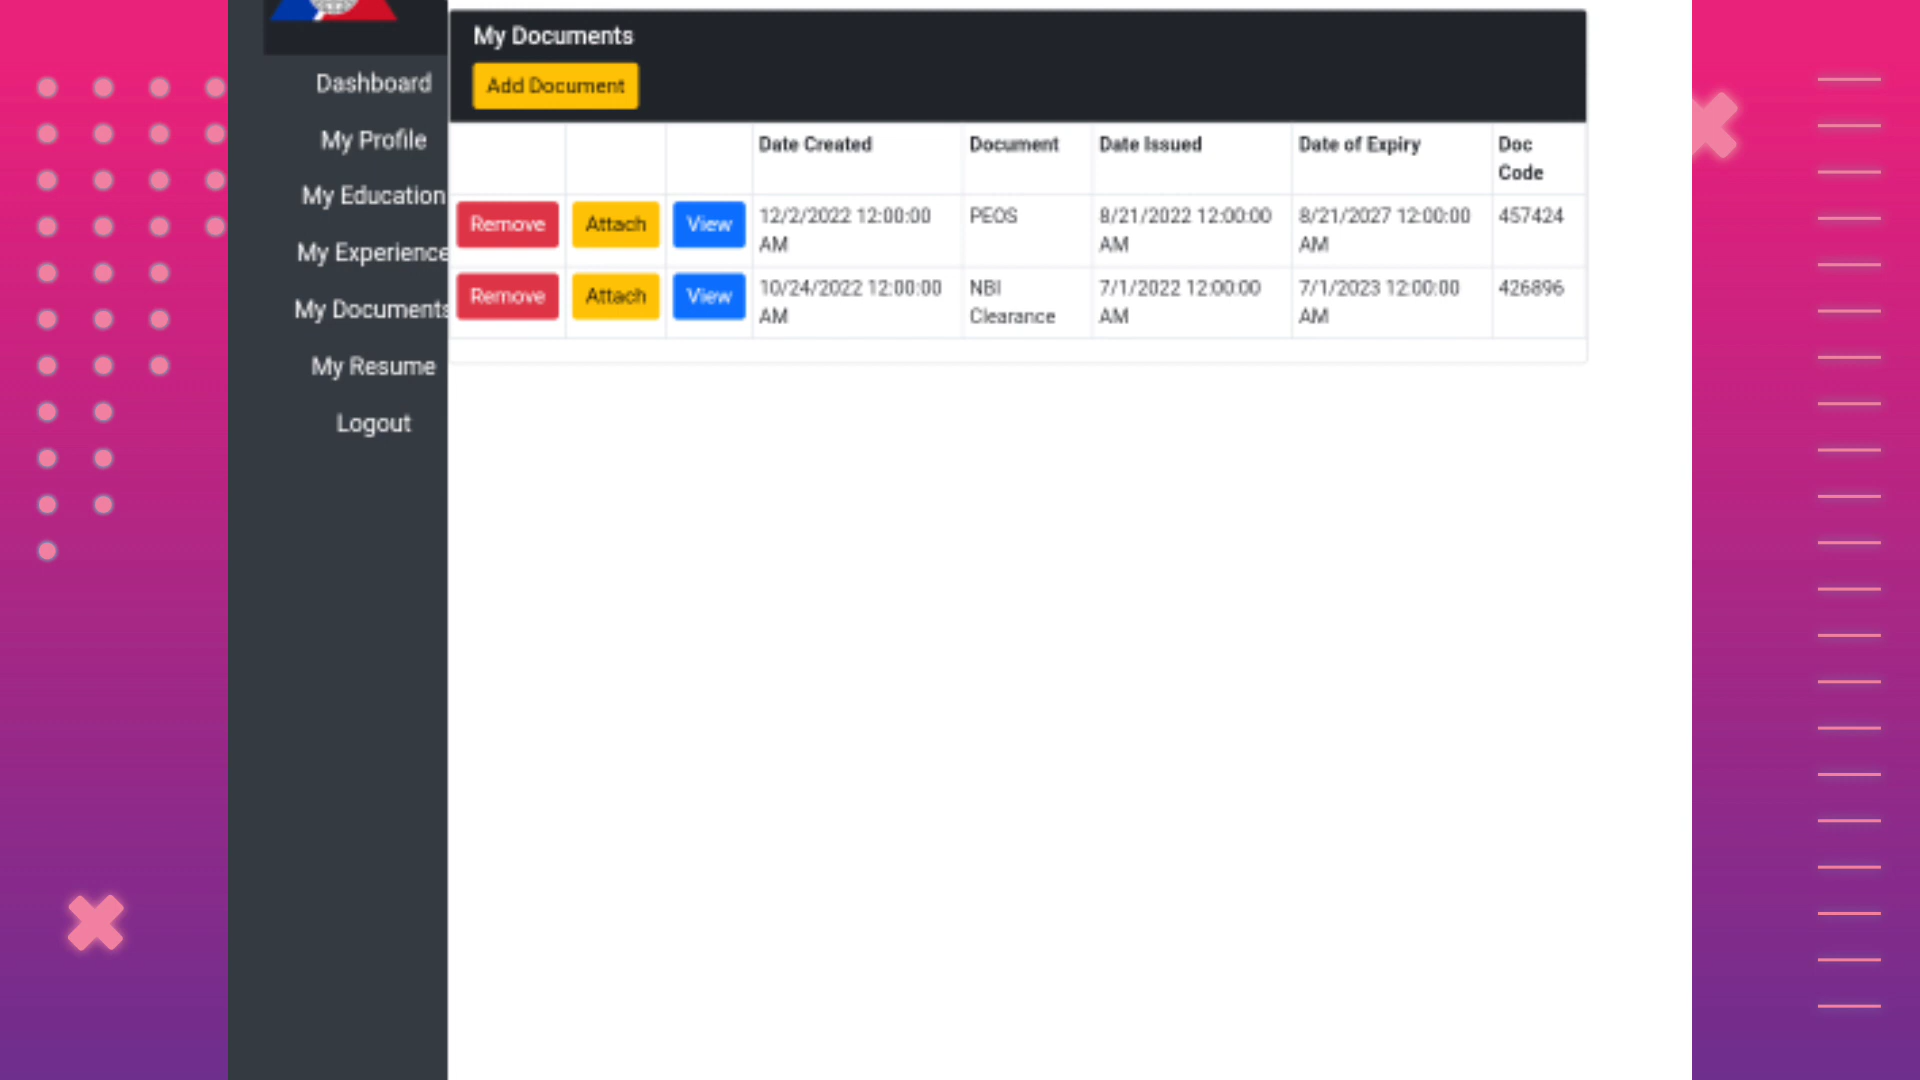 Dashboard
My Profile
My Education
My Experience
My Documents
My Resume
Logout
My Documents
Add Document
Date Created Document Date Issued Date of Expiry Doc
Code
Remove Attach View 12/2/2022 12:00:00 PEOS 8/21/2022 12:00:00 8/21/2027 12:00:00 457424
AM AM AM
Remove Attach View 10/24/2022 12:00:00 NBI 7/1/2022 12:00:00 7/1/2023 12:00:00 426896
AM Clearance AM AM